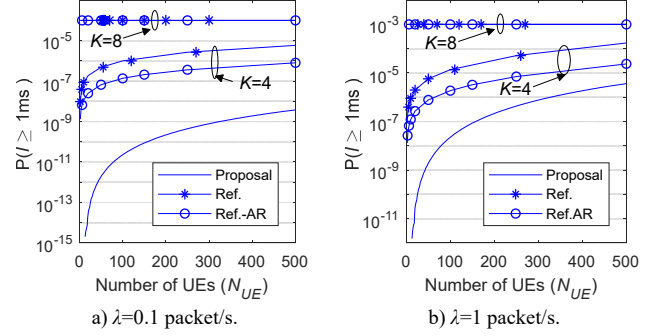 10^-5
10^-7
10^-9
10^-11
10^-13
10^-15
P(l ≥ 1ms)
K=8
K=4
Proposal
Ref.
Ref.-AR
0 100 200 300 400 500
Number of UEs (N_UE)
a) λ=0.1 packet/s.
10^-3
10^-5
10^-7
10^-9
10^-11
P(l ≥ 1ms)
K=8
K=4
Proposal
Ref.
Ref.AR
0 100 200 300 400 500
Number of UEs (N_UE)
b) λ=1 packet/s.